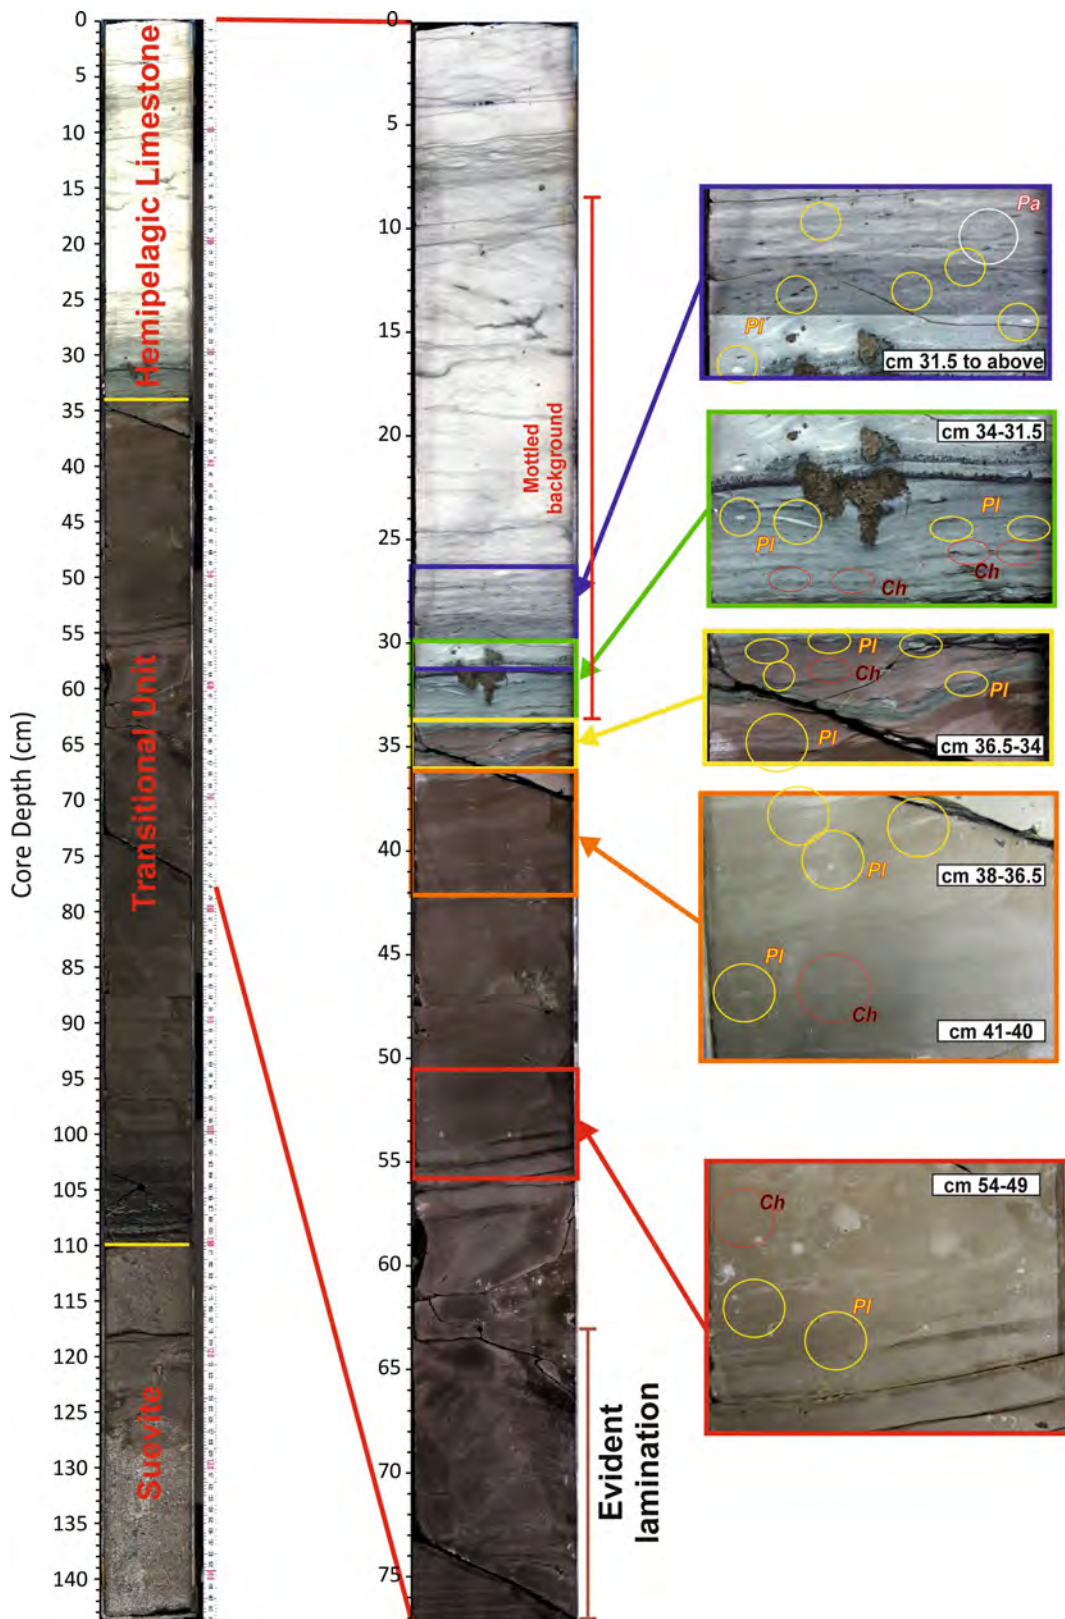 0
5
10
15
20
25
30
35
40
45
50
55
60
65
70
75
80
85
90
95
100
105
110
115
120
125
130
135
140
Core Depth (cm)
Hemipelagic Limestone
Transitional Unit
Suevite
0
5
10
15
20
25
30
35
40
45
50
55
60
65
70
75
Mottled
background
Evident
lamination
Pa
Pl
cm 31.5 to above
cm 34-31.5
Pl
Pl
Ch
Ch
Pl
Ch
Pl
Pl
cm 36.5-34
cm 38-36.5
Pl
Pl
Ch
cm 41-40
cm 54-49
Ch
Pl